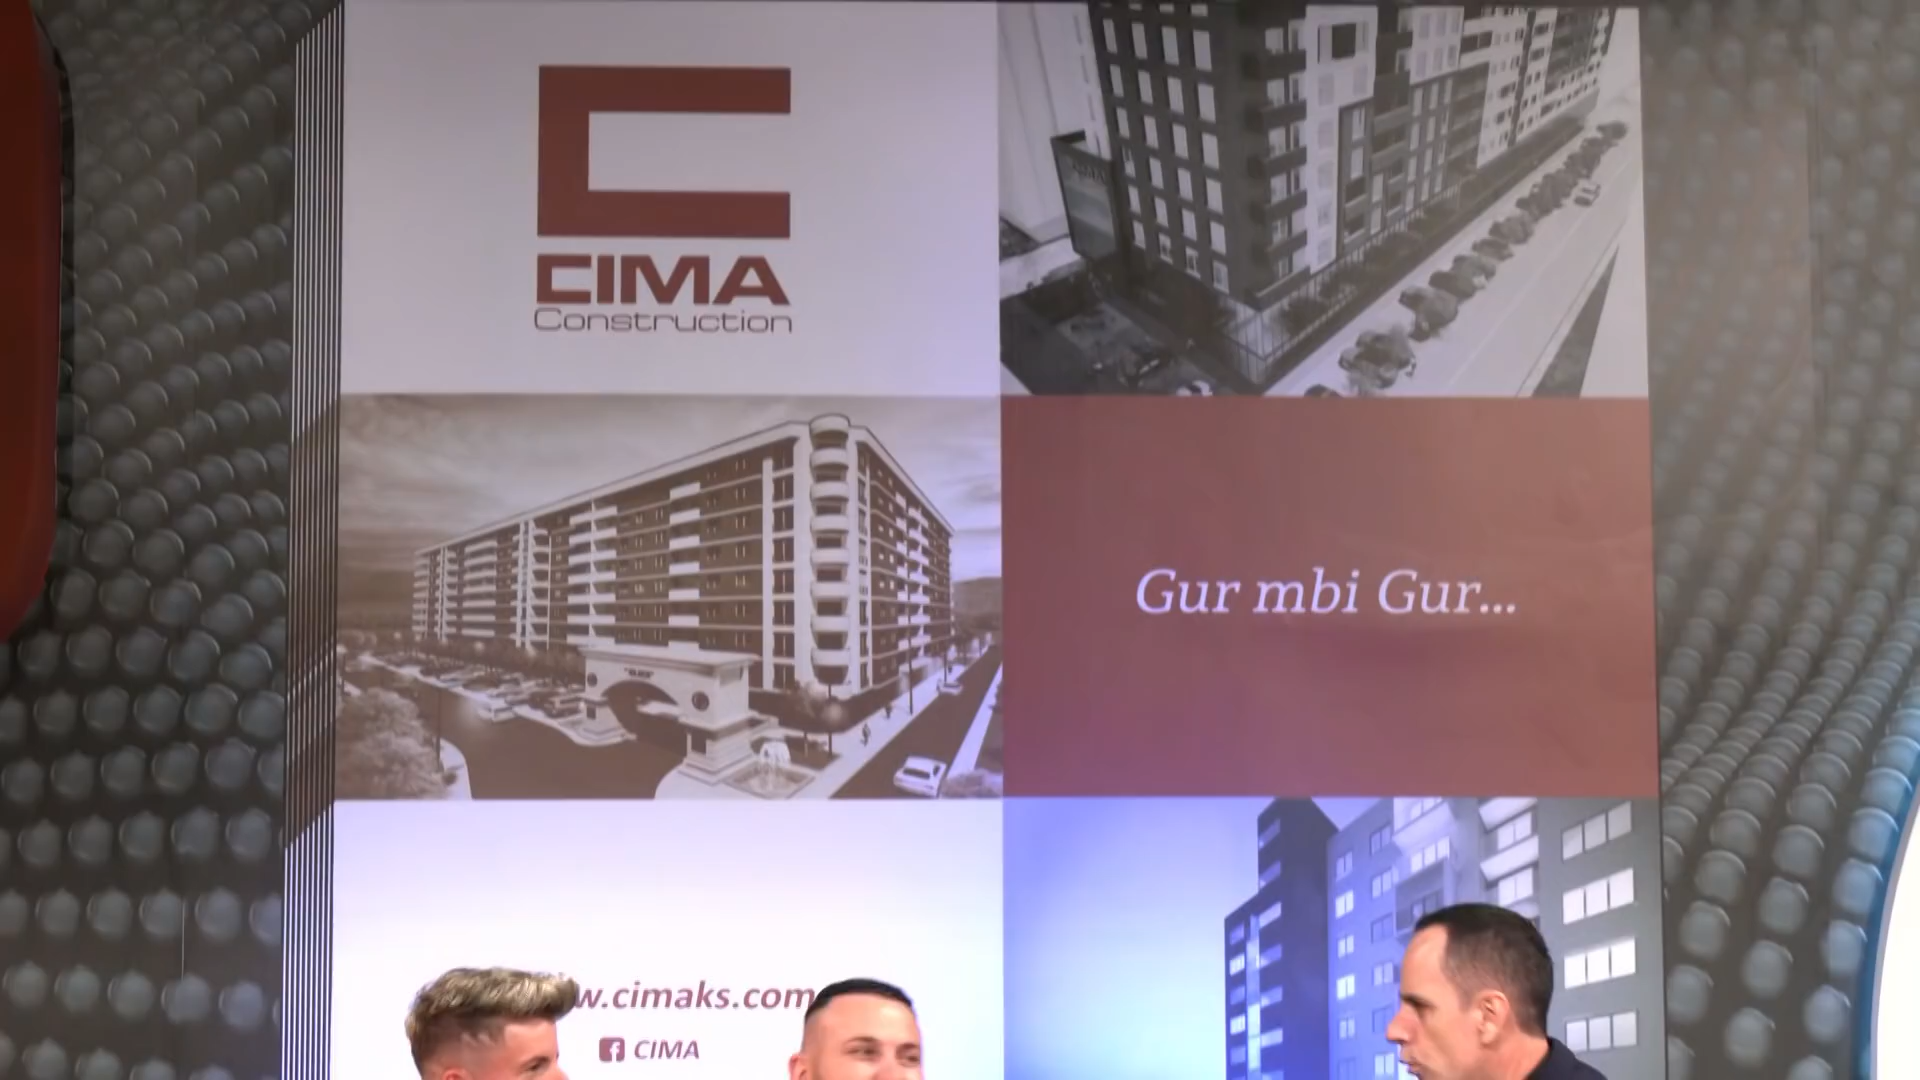 CIMA
Construction
Gur mbi Gur...
w.cimaks.com
CIMA